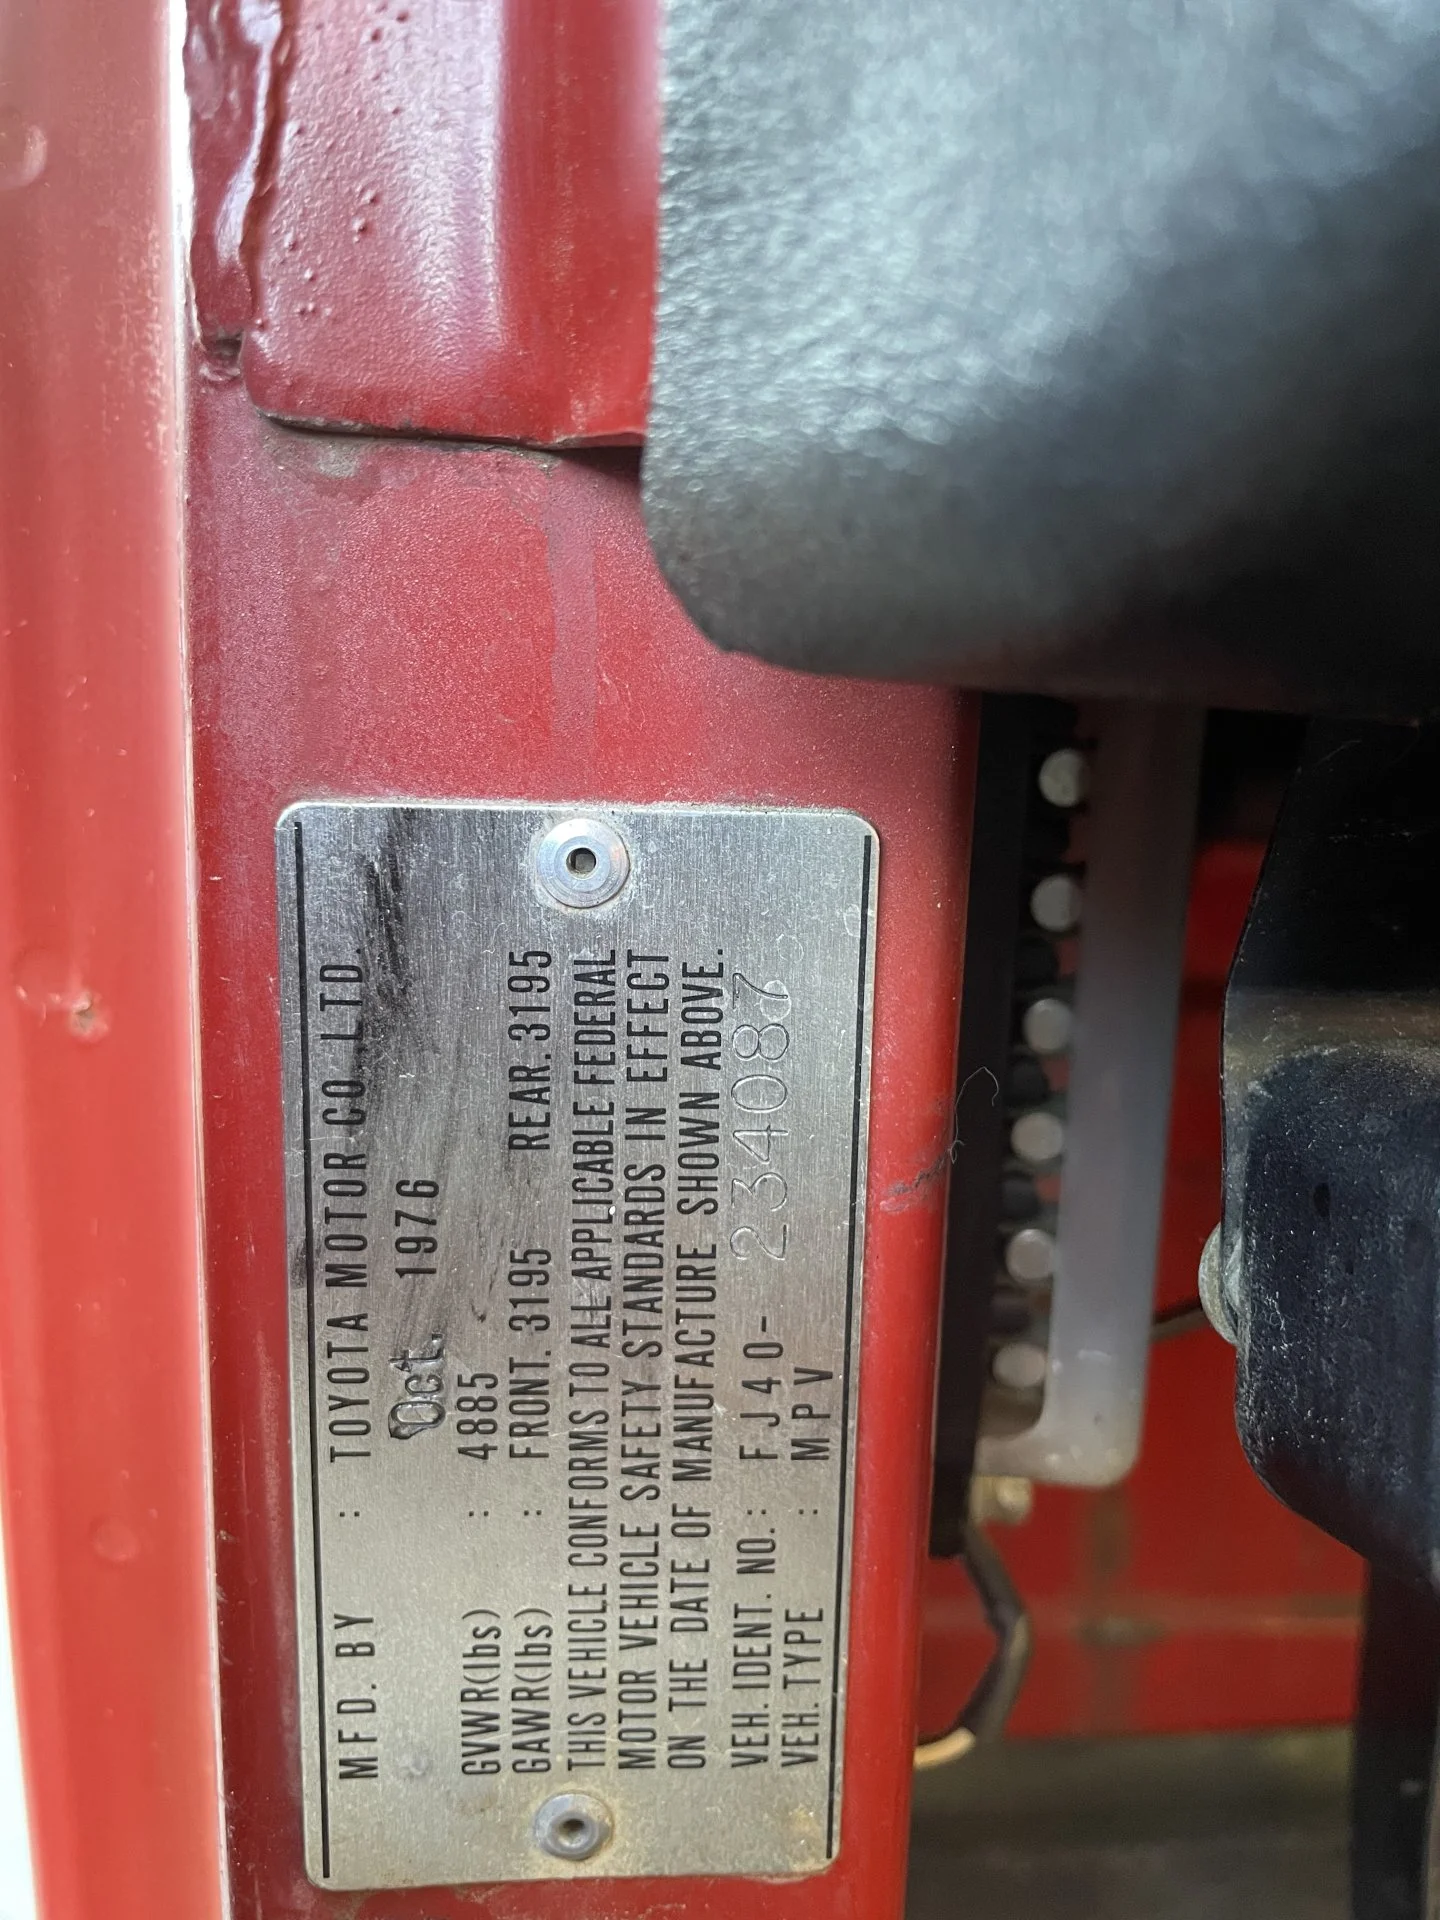 MFD. BY : TOYOTA MOTOR CO., LTD.
Oct. 1976
GVWR(lbs) : 4885
GAWR(lbs) : FRONT. 3195 REAR. 3195
THIS VEHICLE CONFORMS TO ALL APPLICABLE FEDERAL
MOTOR VEHICLE SAFETY STANDARDS IN EFFECT
ON THE DATE OF MANUFACTURE SHOWN ABOVE.
VEH. IDENT. NO. : FJ40- 234087
VEH. TYPE : MPV